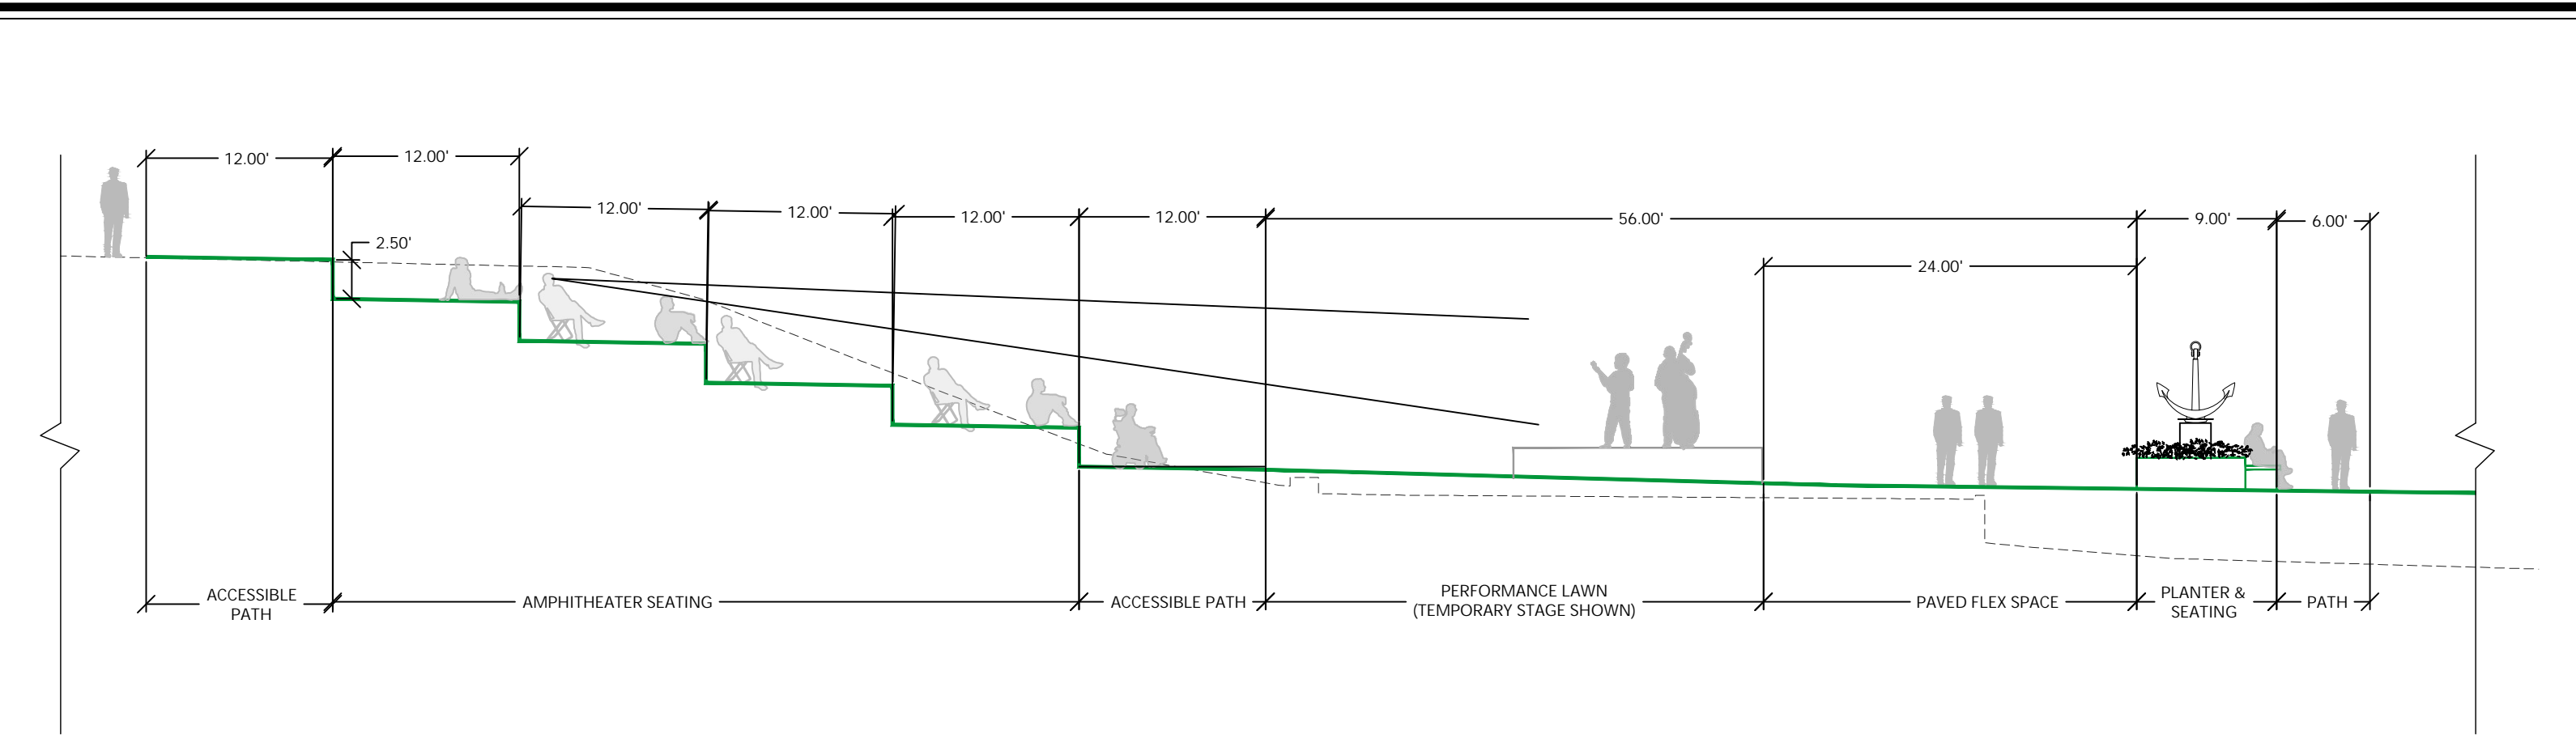 12.00'
12.00'
12.00'
12.00'
12.00'
12.00'
56.00'
9.00'
6.00'
2.50'
24.00'
ACCESSIBLE
PATH
AMPHITHEATER SEATING
ACCESSIBLE PATH
PERFORMANCE LAWN
(TEMPORARY STAGE SHOWN)
PAVED FLEX SPACE
PLANTER &
SEATING
PATH